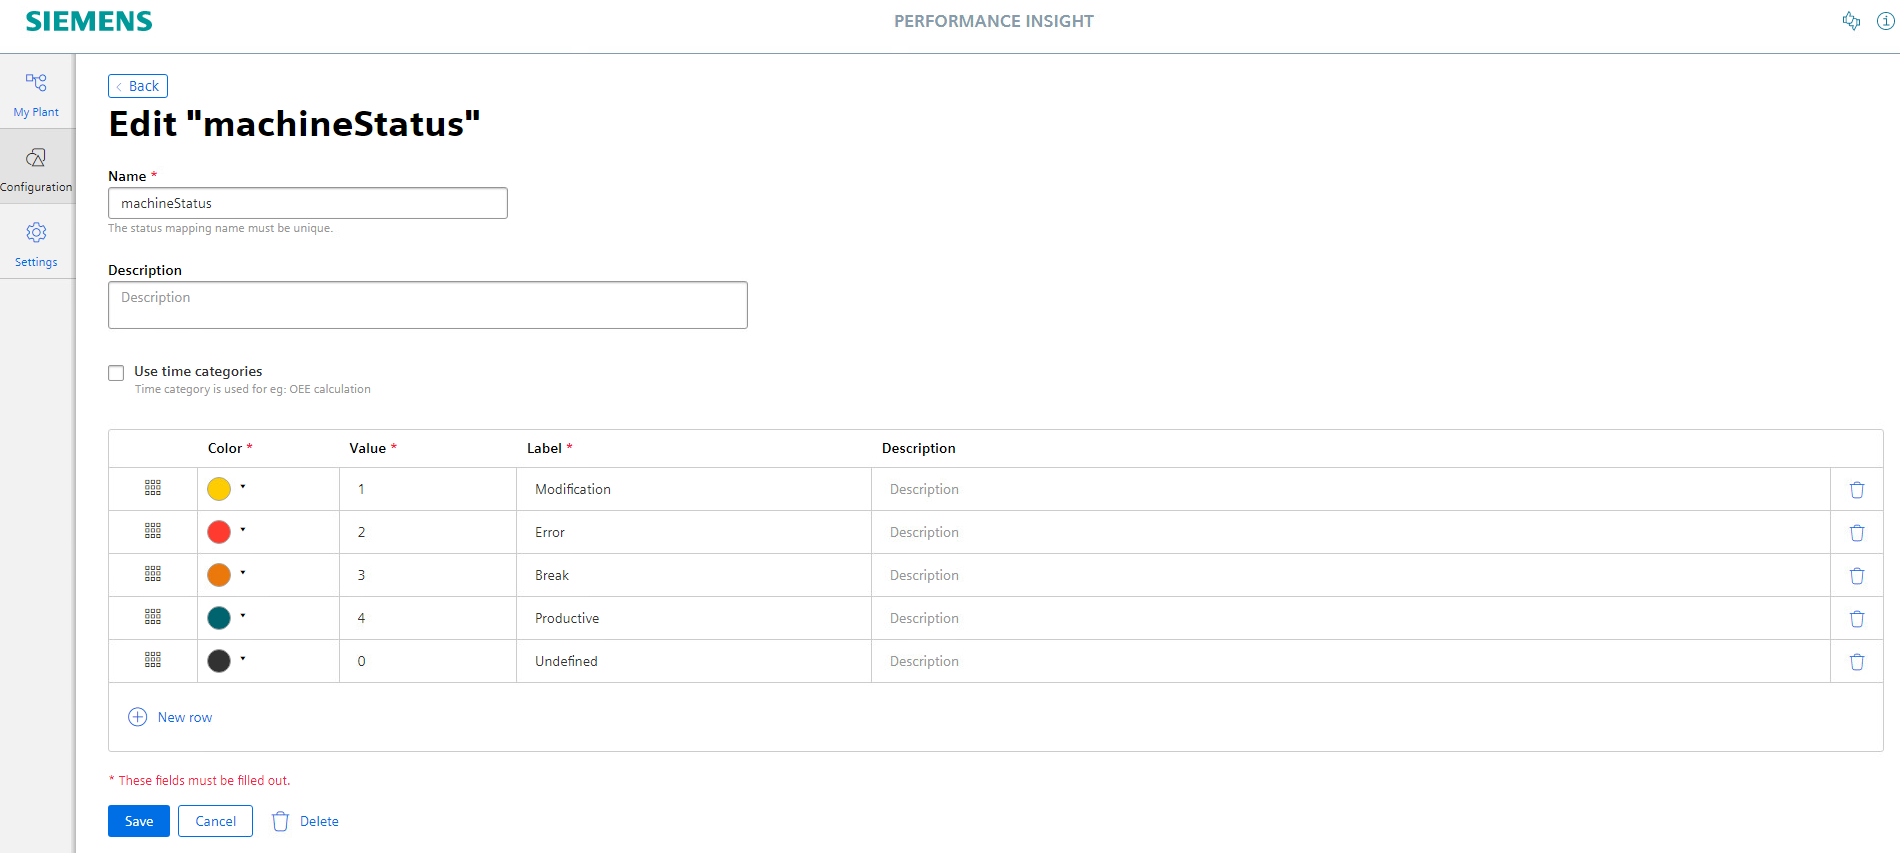 SIEMENS
PERFORMANCE INSIGHT
My Plant
Configuration
Settings
Back
Edit "machineStatus"
Name *
machineStatus
The status mapping name must be unique.
Description
Description
Use time categories
Time category is used for eg: OEE calculation
Color * Value * Label * Description
1 Modification Description
2 Error Description
3 Break Description
4 Productive Description
0 Undefined Description
New row
* These fields must be filled out.
Save Cancel Delete